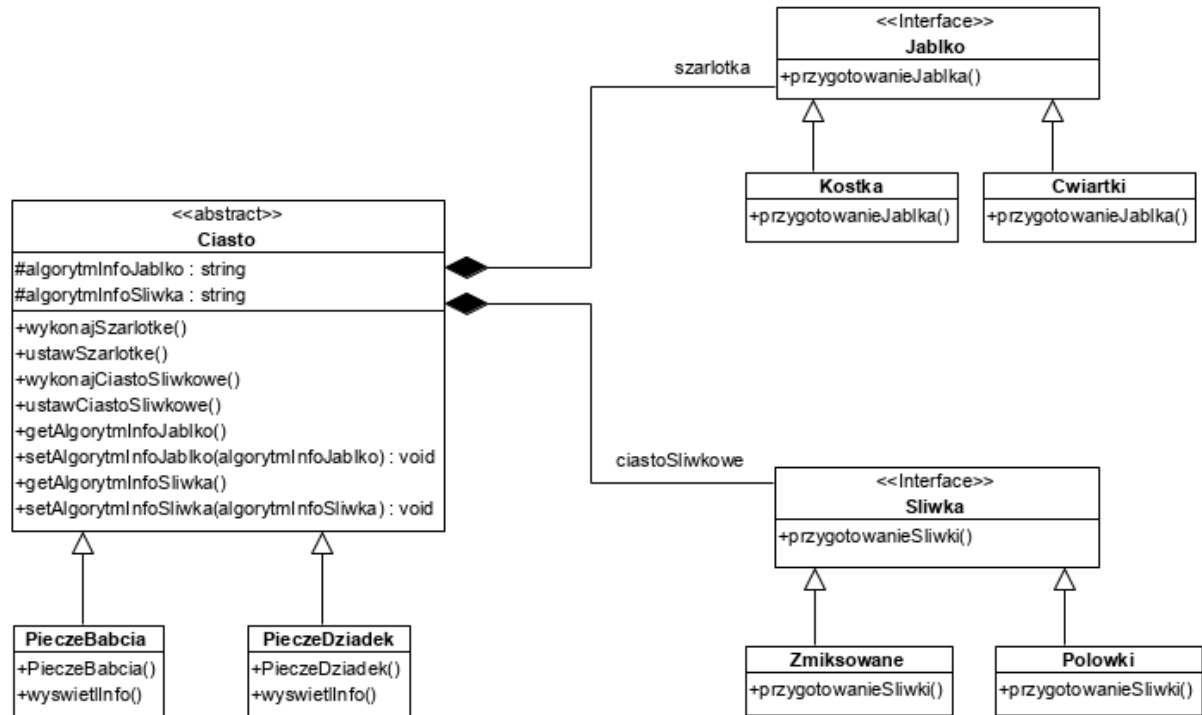 <<Interface>>
Jablko
+przygotowanieJablka()
szarlotka
Kostka
+przygotowanieJablka()
Cwiartki
+przygotowanieJablka()
<<abstract>>
Ciasto
#algorytmInfoJablko : string
#algorytmInfoSliwka : string
+wykonajSzarlotke()
+ustawSzarlotke()
+wykonajCiastoSliwkowe()
+ustawCiastoSliwkowe()
+getAlgorytmInfoJablko()
+setAlgorytmInfoJablko(algorytmInfoJablko) : void
+getAlgorytmInfoSliwka()
+setAlgorytmInfoSliwka(algorytmInfoSliwka) : void
ciastoSliwkowe
<<Interface>>
Sliwka
+przygotowanieSliwki()
PieczeBabcia
+PieczeBabcia()
+wyswietlInfo()
PieczeDziadek
+PieczeDziadek()
+wyswietlInfo()
Zmiksowane
+przygotowanieSliwki()
Polowki
+przygotowanieSliwki()